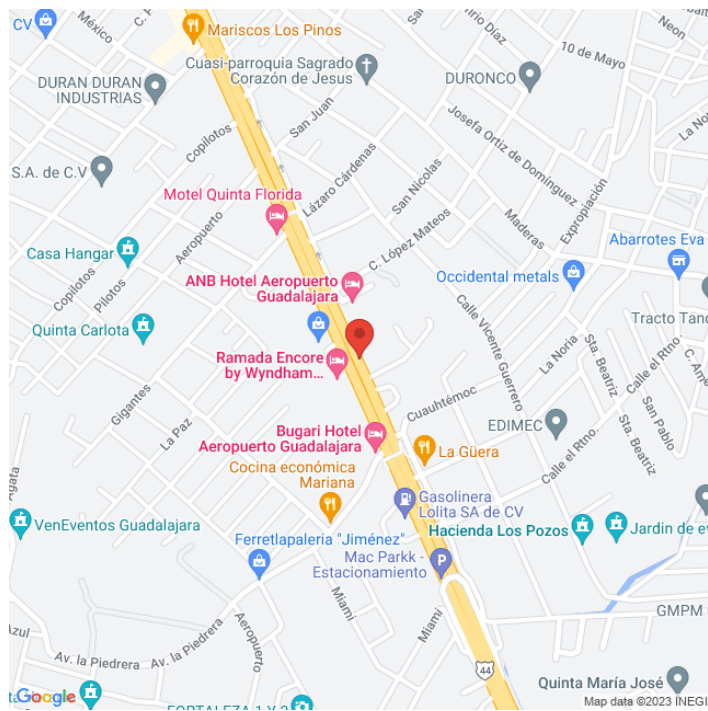 CV
México
Mariscos Los Pinos
Neon
10 de Mayo
Cuasi-parroquia Sagrado
Corazón de Jesus
DURONCO
DURAN DURAN
INDUSTRIAS
San Juan
Copilotos
Josefa Ortiz de Domínguez
S.A. de C.V
Lázaro Cárdenas
San Nicolas
Motel Quinta Florida
Expropiación
Maderas
Aeropuerto
C. López Mateos
Casa Hangar
Abarrotes Eva
Copilotos
Pilotos
ANB Hotel Aeropuerto
Guadalajara
Occidental metals
Calle Vicente Guerrero
Quinta Carlota
Tracto Tand
Ramada Encore
by Wyndham...
La Noria
Sta. Beatriz
Calle el Rtno.
C. Amé
Gigantes
Cuauhtémoc
San Pablo
La Paz
Bugari Hotel
Aeropuerto Guadalajara
EDIMEC
Sta. Beatriz
La Güera
Cocina económica
Mariana
Calle el Rtno.
Agata
Gasolinera
Lolita SA de CV
VenEventos Guadalajara
Hacienda Los Pozos
Jardin de ev
Ferretlapaleria "Jiménez"
Mac Parkk -
Estacionamiento
P
Miami
Miami
GMPM
Azul
Av. la Piedrera
Av. la Piedrera
Aeropuerto
44
Quinta María José
Google
FORTALEZA 1 Y 2
Map data ©2023 INEGI